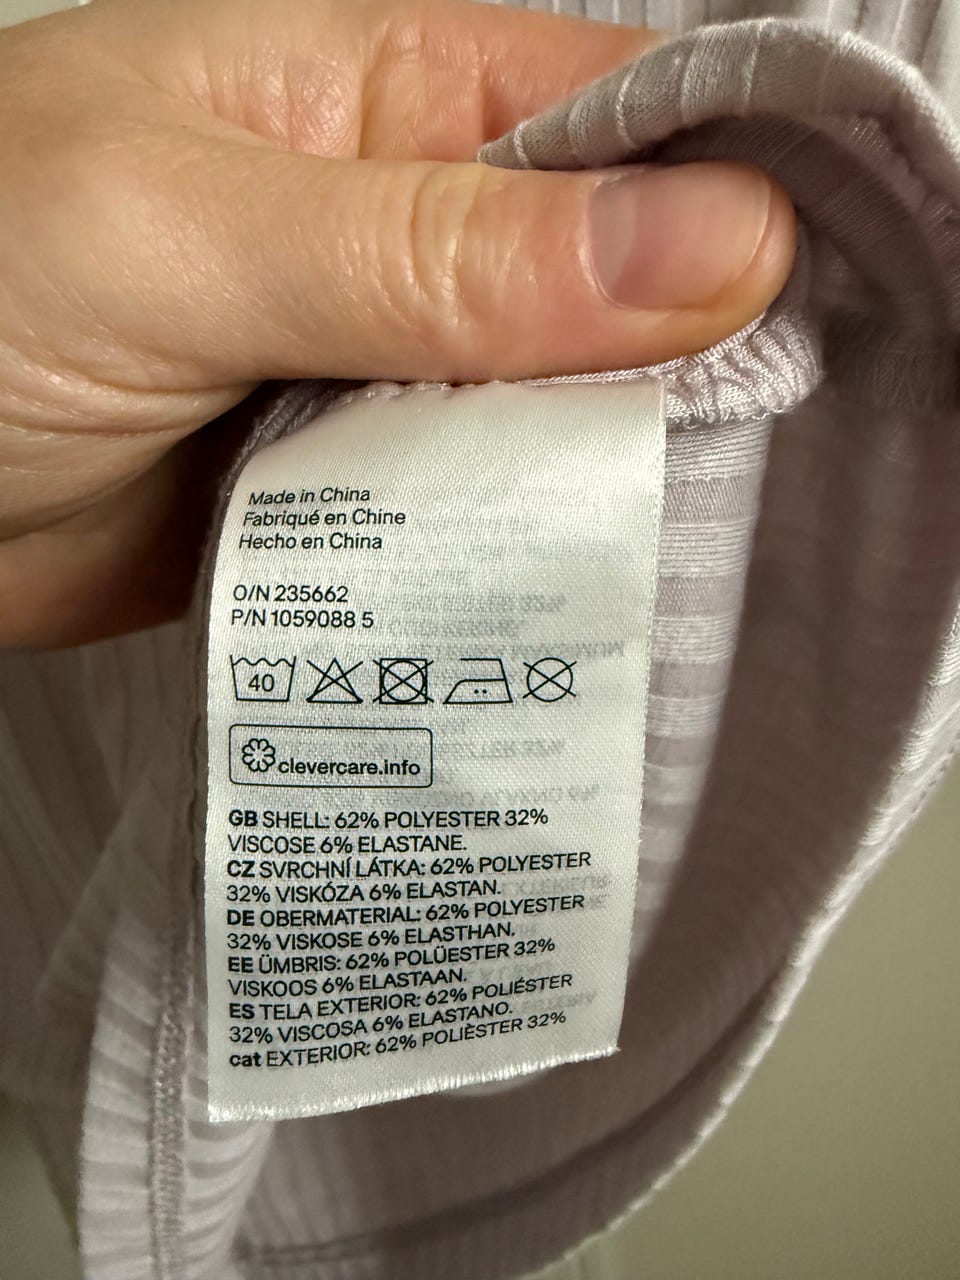 Made in China
Fabriqué en Chine
Hecho en China
O/N 235662
P/N 1059088 5
40
clevercare.info
GB SHELL: 62% POLYESTER 32%
VISCOSE 6% ELASTANE.
CZ SVRCHNÍ LÁTKA: 62% POLYESTER
32% VISKÓZA 6% ELASTAN.
DE OBERMATERIAL: 62% POLYESTER
32% VISKOSE 6% ELASTHAN.
EE ÜMBRIS: 62% POLÜESTER 32%
VISKOOS 6% ELASTAAN.
ES TELA EXTERIOR: 62% POLIÉSTER
32% VISCOSA 6% ELASTANO.
cat EXTERIOR: 62% POLIÈSTER 32%